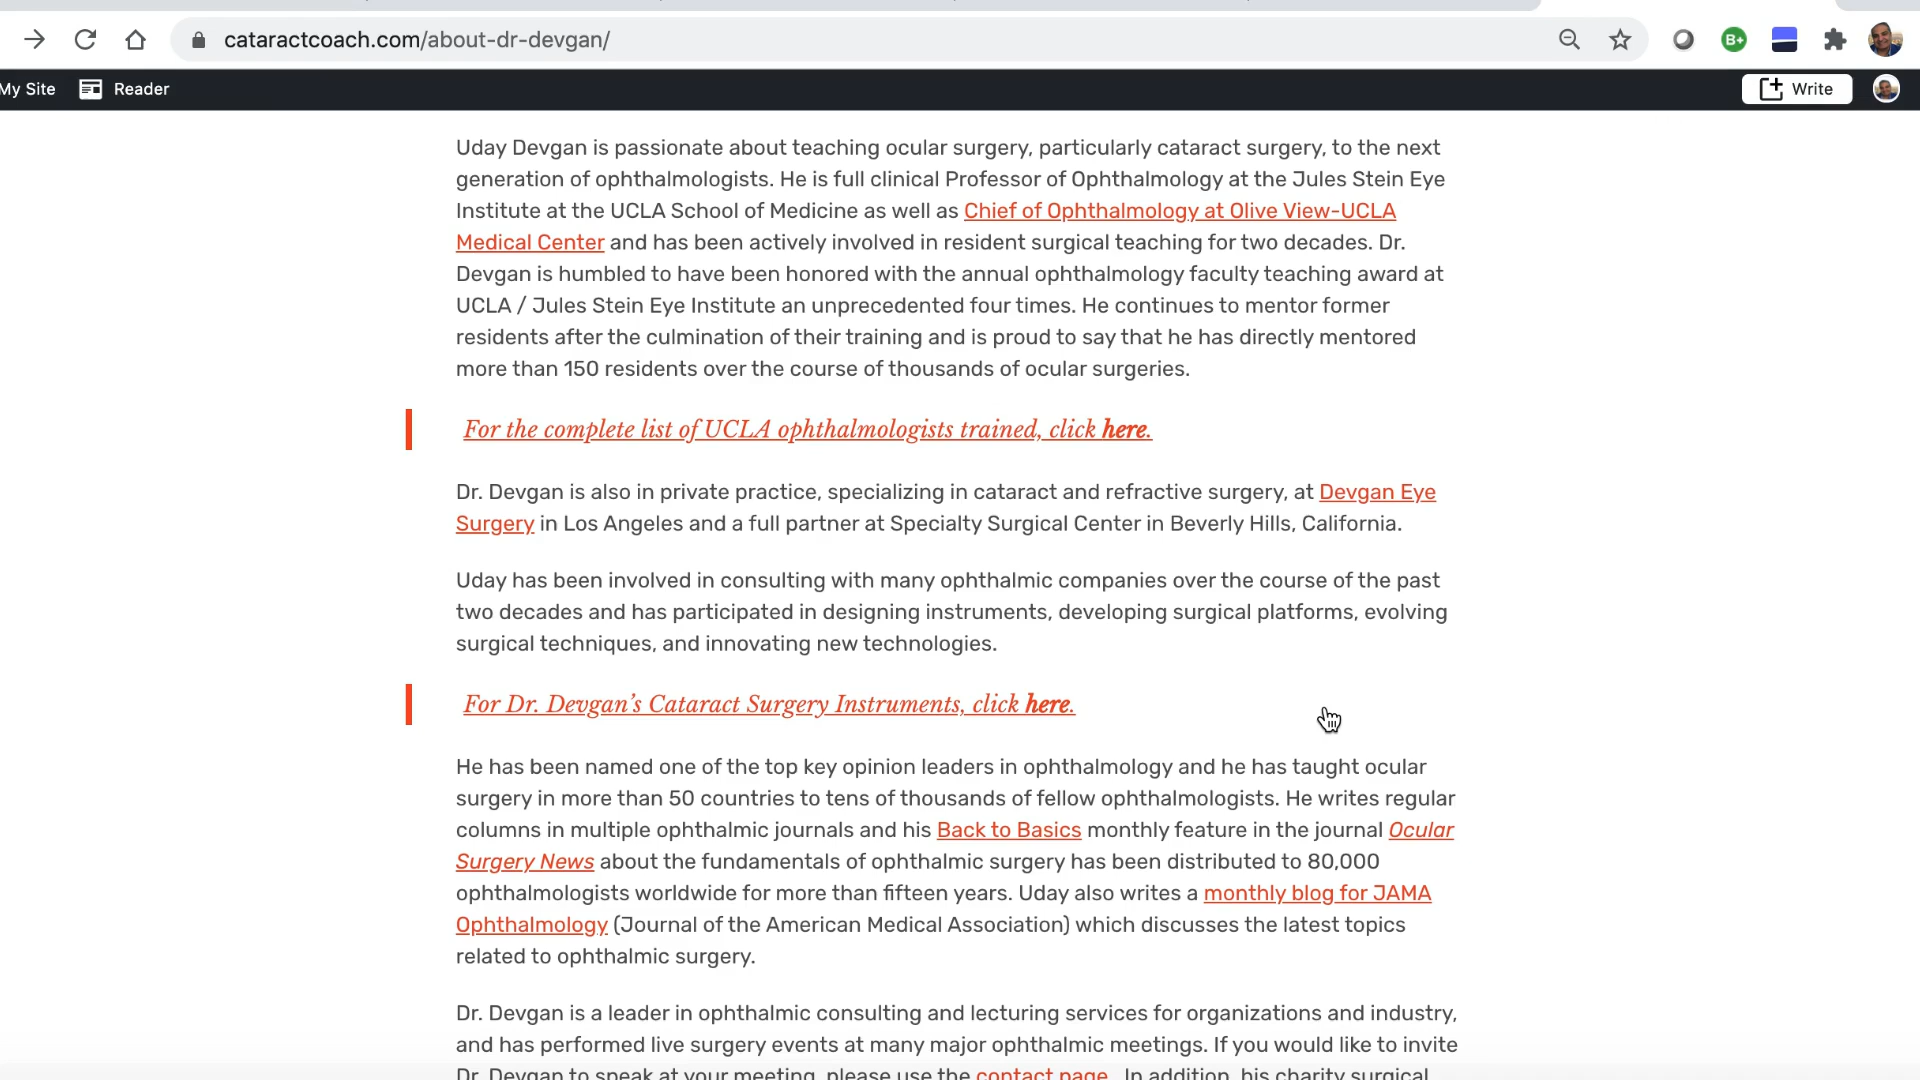 cataractcoach.com/about-dr-devgan/
B+
My Site
Reader
Write
Uday Devgan is passionate about teaching ocular surgery, particularly cataract surgery, to the next
generation of ophthalmologists. He is full clinical Professor of Ophthalmology at the Jules Stein Eye
Institute at the UCLA School of Medicine as well as Chief of Ophthalmology at Olive View-UCLA
Medical Center and has been actively involved in resident surgical teaching for two decades. Dr.
Devgan is humbled to have been honored with the annual ophthalmology faculty teaching award at
UCLA / Jules Stein Eye Institute an unprecedented four times. He continues to mentor former
residents after the culmination of their training and is proud to say that he has directly mentored
more than 150 residents over the course of thousands of ocular surgeries.
For the complete list of UCLA ophthalmologists trained, click here.
Dr. Devgan is also in private practice, specializing in cataract and refractive surgery, at Devgan Eye
Surgery in Los Angeles and a full partner at Specialty Surgical Center in Beverly Hills, California.
Uday has been involved in consulting with many ophthalmic companies over the course of the past
two decades and has participated in designing instruments, developing surgical platforms, evolving
surgical techniques, and innovating new technologies.
For Dr. Devgan’s Cataract Surgery Instruments, click here.
He has been named one of the top key opinion leaders in ophthalmology and he has taught ocular
surgery in more than 50 countries to tens of thousands of fellow ophthalmologists. He writes regular
columns in multiple ophthalmic journals and his Back to Basics monthly feature in the journal Ocular
Surgery News about the fundamentals of ophthalmic surgery has been distributed to 80,000
ophthalmologists worldwide for more than fifteen years. Uday also writes a monthly blog for JAMA
Ophthalmology (Journal of the American Medical Association) which discusses the latest topics
related to ophthalmic surgery.
Dr. Devgan is a leader in ophthalmic consulting and lecturing services for organizations and industry,
and has performed live surgery events at many major ophthalmic meetings. If you would like to invite
Dr. Devgan to speak at your meeting, please use the contact page. In addition, his charity surgical